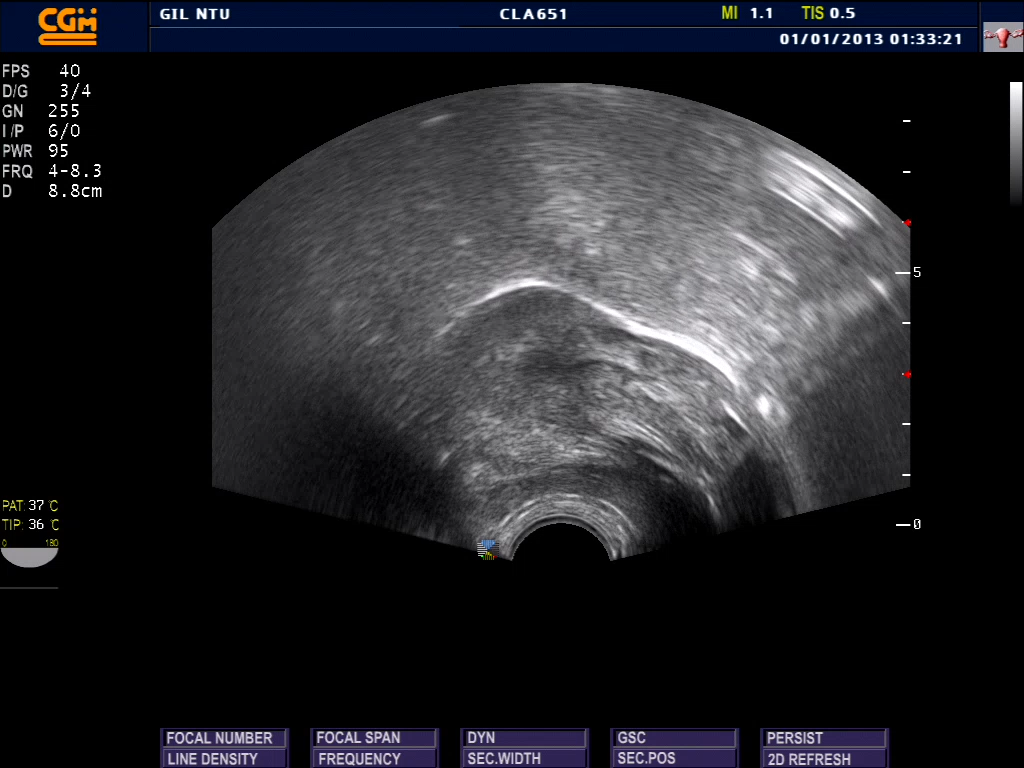 CGM
GIL NTU CLA651 MI 1.1 TIS 0.5
01/01/2013 01:33:21
FPS 40
D/G 3/4
GN 255
I/P 6/0
PWR 95
FRQ 4-8.3
D 8.8cm
5
PAT: 37 °C
TIP: 36 °C
0 180
0
FOCAL NUMBER FOCAL SPAN DYN GSC PERSIST
LINE DENSITY FREQUENCY SEC.WIDTH SEC.POS 2D REFRESH